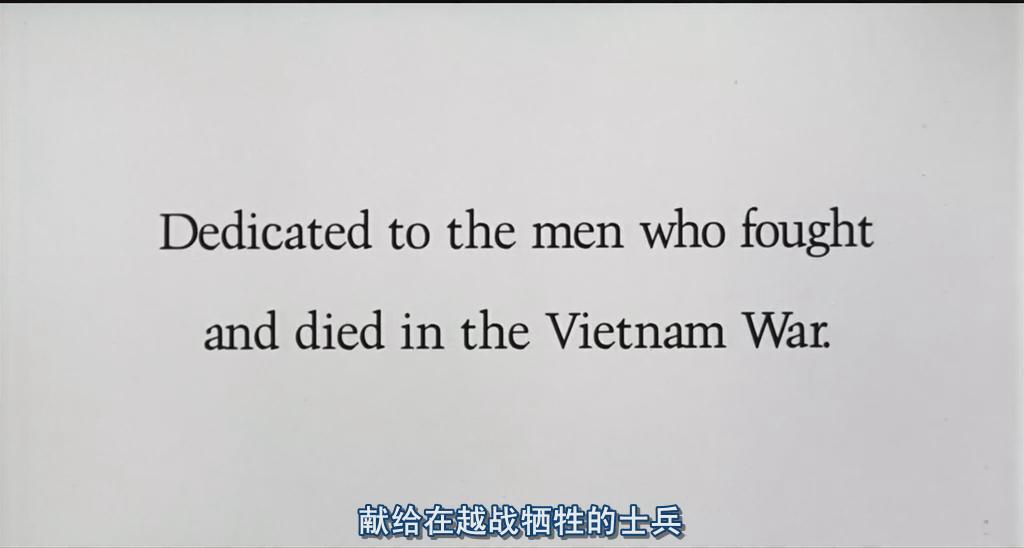 Dedicated to the men who fought
and died in the Vietnam War.
献给在越战牺牲的士兵